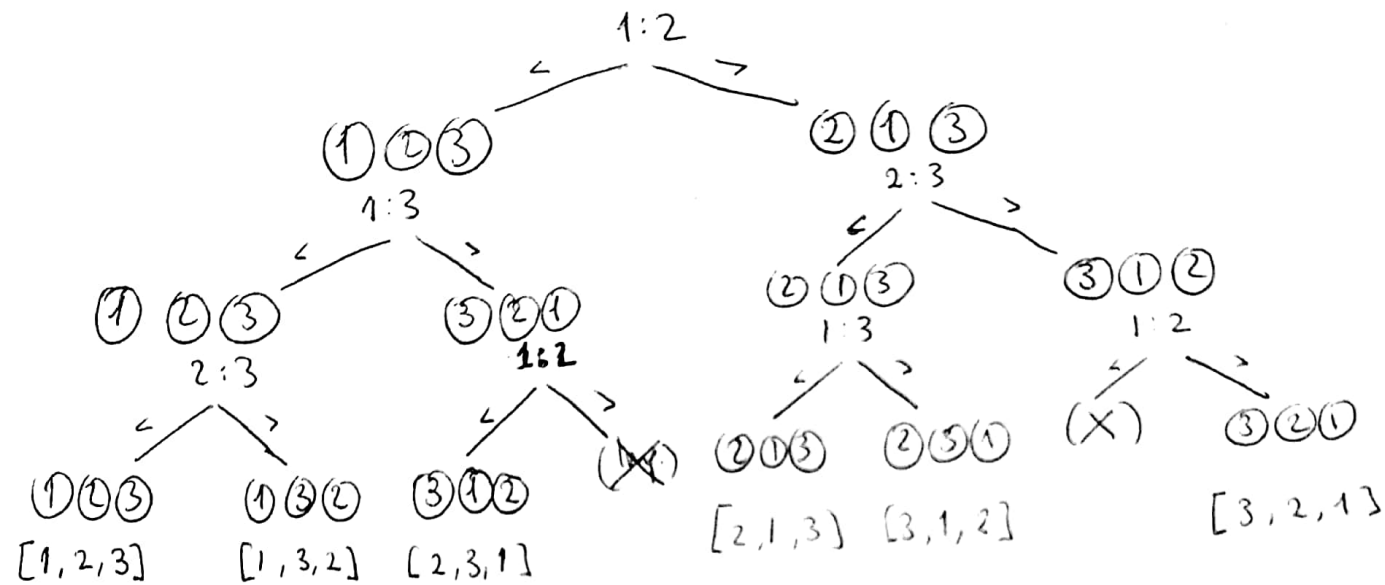 1:2
< >
① ② ③
② ① ③
1:3
2:3
< >
< >
① ② ③
③ ② ①
② ① ③
③ ① ②
2:3
1:2
1:3
1:2
< >
< >
< >
< >
① ② ③
① ③ ②
③ ① ②
② ① ③
② ③ ①
(X)
③ ② ①
[1, 2, 3]
[1, 3, 2]
[2, 3, 1]
[2, 1, 3]
[3, 1, 2]
[3, 2, 1]